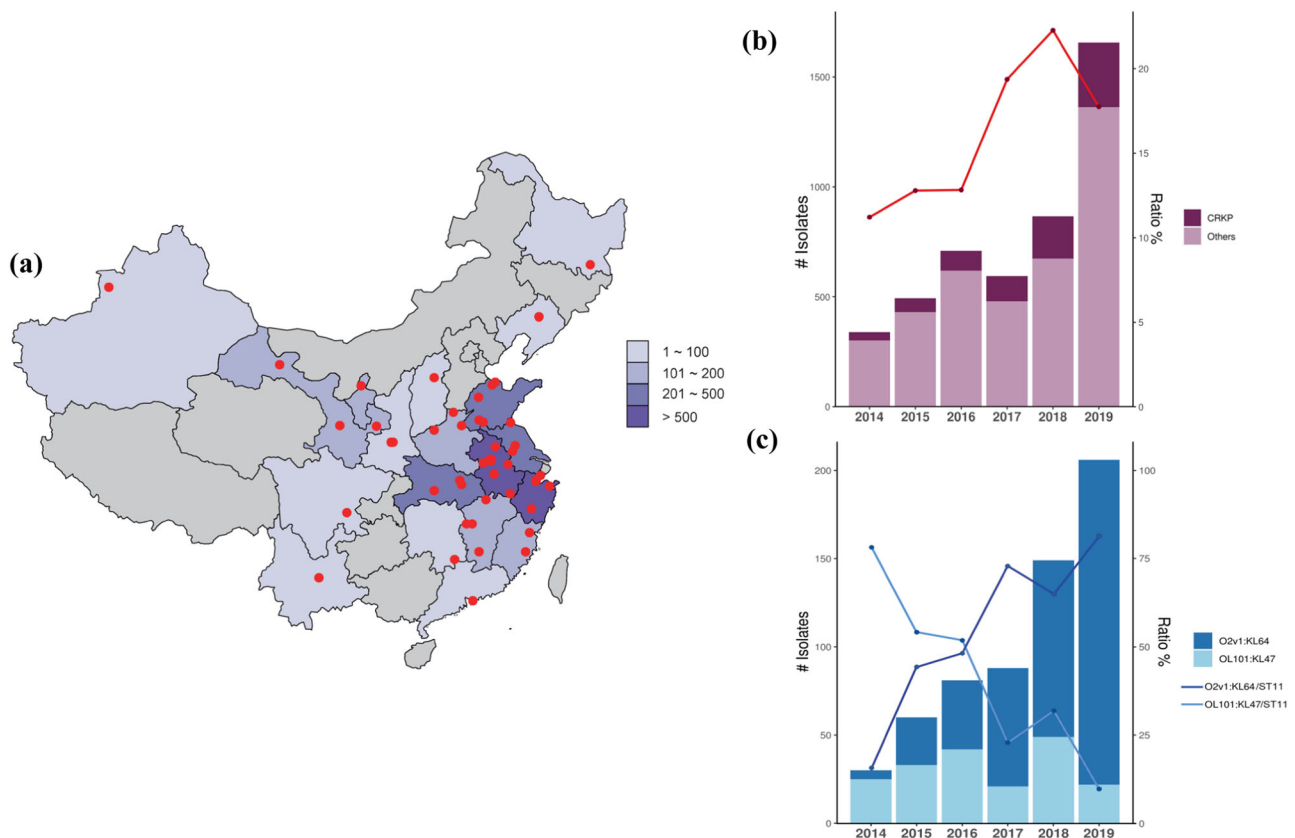 (a)
1 ~ 100
101 ~ 200
201 ~ 500
> 500
(b)
# Isolates
1500
1000
500
0
20
15
10
5
0
Ratio %
CRKP
Others
2014 2015 2016 2017 2018 2019
(c)
# Isolates
200
150
100
50
0
100
75
50
25
0
Ratio %
O2v1:KL64
OL101:KL47
O2v1:KL64/ST11
OL101:KL47/ST11
2014 2015 2016 2017 2018 2019